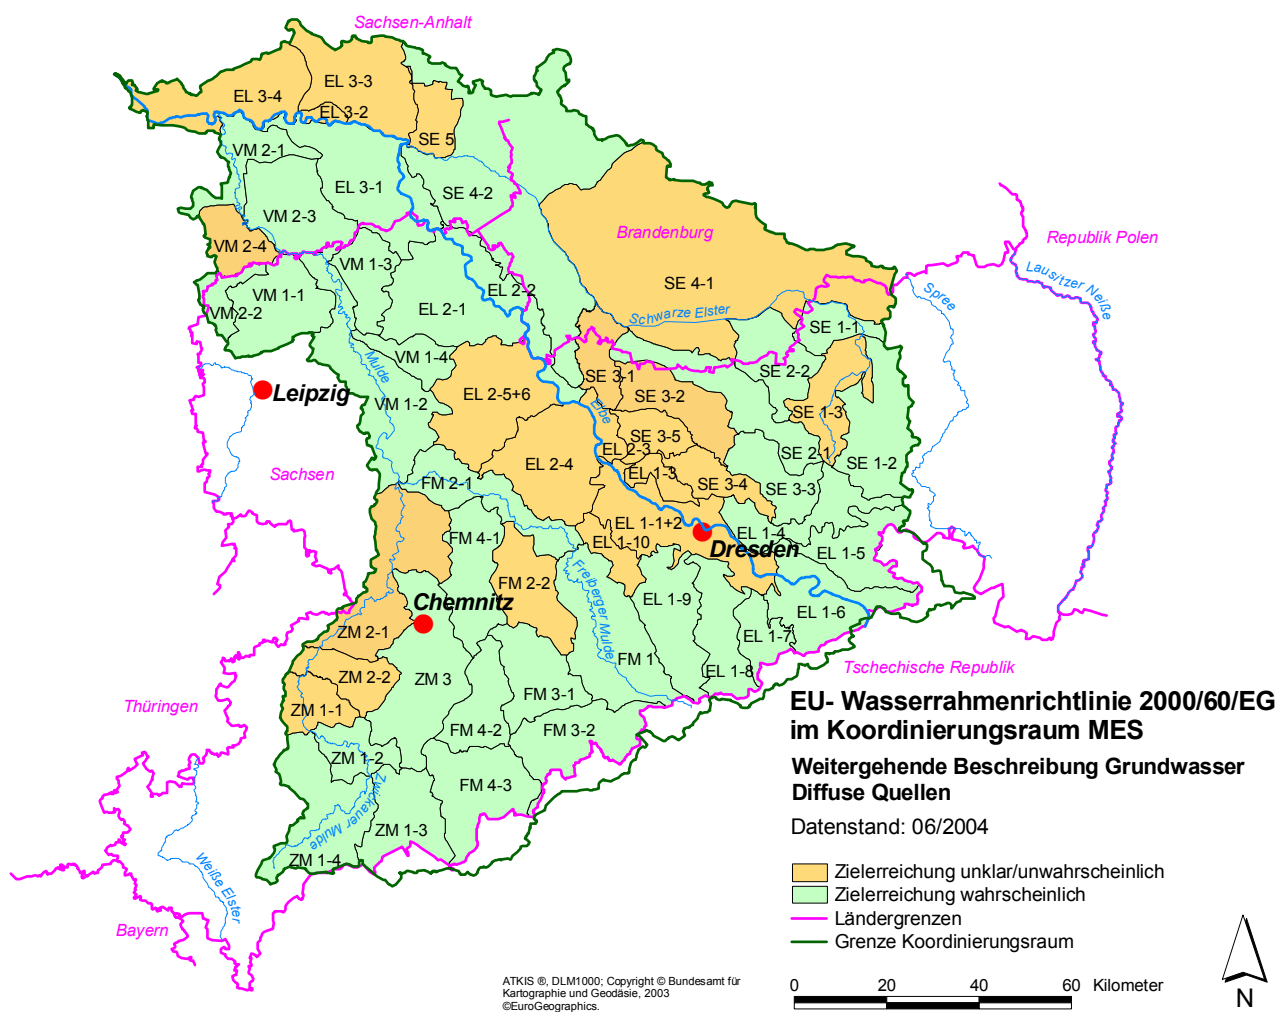 Sachsen-Anhalt
EL 3-3
EL 3-4
EL 3-2
SE 5
VM 2-1
EL 3-1
SE 4-2
VM 2-3
VM 2-4
Brandenburg
Republik Polen
VM 1-3
Lausitzer Neiße
SE 4-1
EL 2-2
VM 1-1
Spree
EL 2-1
VM 2-2
Schwarze Elster
SE 1-1
VM 1-4
Mulde
SE 2-2
SE 3-1
Leipzig
EL 2-5+6
SE 3-2
VM 1-2
Elbe
SE 1-3
SE 3-5
EL 2-3
SE 2-1
EL 2-4
SE 1-2
Sachsen
EL 1-3
FM 2-1
SE 3-4
SE 3-3
EL 1-1+2
EL 1-4
FM 4-1
EL 1-10
Dresden
EL 1-5
FM 2-2
Freiberger Mulde
Chemnitz
EL 1-9
EL 1-6
ZM 2-1
EL 1-7
FM 1
Tschechische Republik
EL 1-8
ZM 2-2
ZM 3
FM 3-1
Thüringen
ZM 1-1
FM 4-2
FM 3-2
ZM 1-2
FM 4-3
Zwickauer Mulde
ZM 1-3
ZM 1-4
Weiße Elster
Bayern
EU- Wasserrahmenrichtlinie 2000/60/EG
im Koordinierungsraum MES
Weitergehende Beschreibung Grundwasser
Diffuse Quellen
Datenstand: 06/2004
Zielerreichung unklar/unwahrscheinlich
Zielerreichung wahrscheinlich
Ländergrenzen
Grenze Koordinierungsraum
ATKIS ®, DLM1000; Copyright © Bundesamt für
Kartographie und Geodäsie, 2003
©EuroGeographics.
0 20 40 60 Kilometer
N